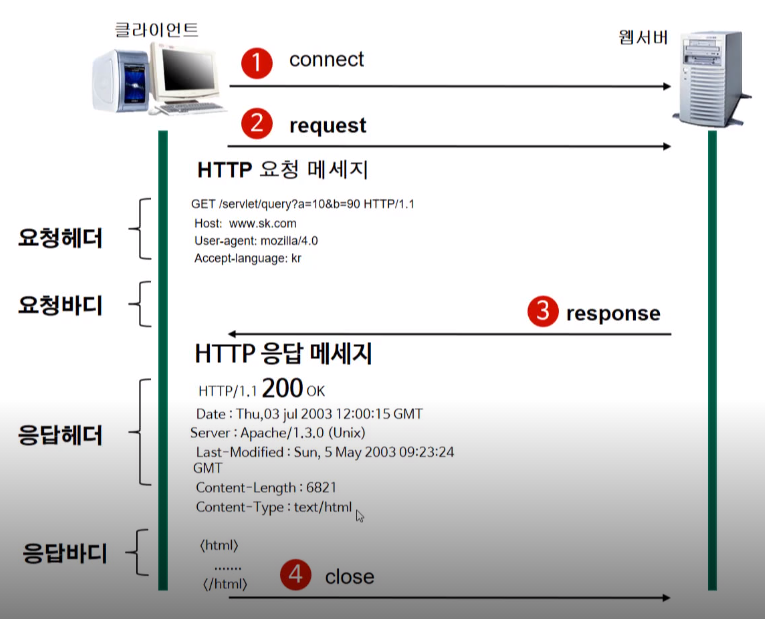 클라이언트
웹서버
1 connect
2 request
HTTP 요청 메세지
요청헤더
GET /servlet/query?a=10&b=90 HTTP/1.1
Host: www.sk.com
User-agent: mozilla/4.0
Accept-language: kr
요청바디
3 response
HTTP 응답 메세지
응답헤더
HTTP/1.1 200 OK
Date : Thu,03 jul 2003 12:00:15 GMT
Server : Apache/1.3.0 (Unix)
Last-Modified : Sun, 5 May 2003 09:23:24
GMT
Content-Length : 6821
Content-Type : text/html
응답바디
〈html〉
.......
〈/html〉
4 close